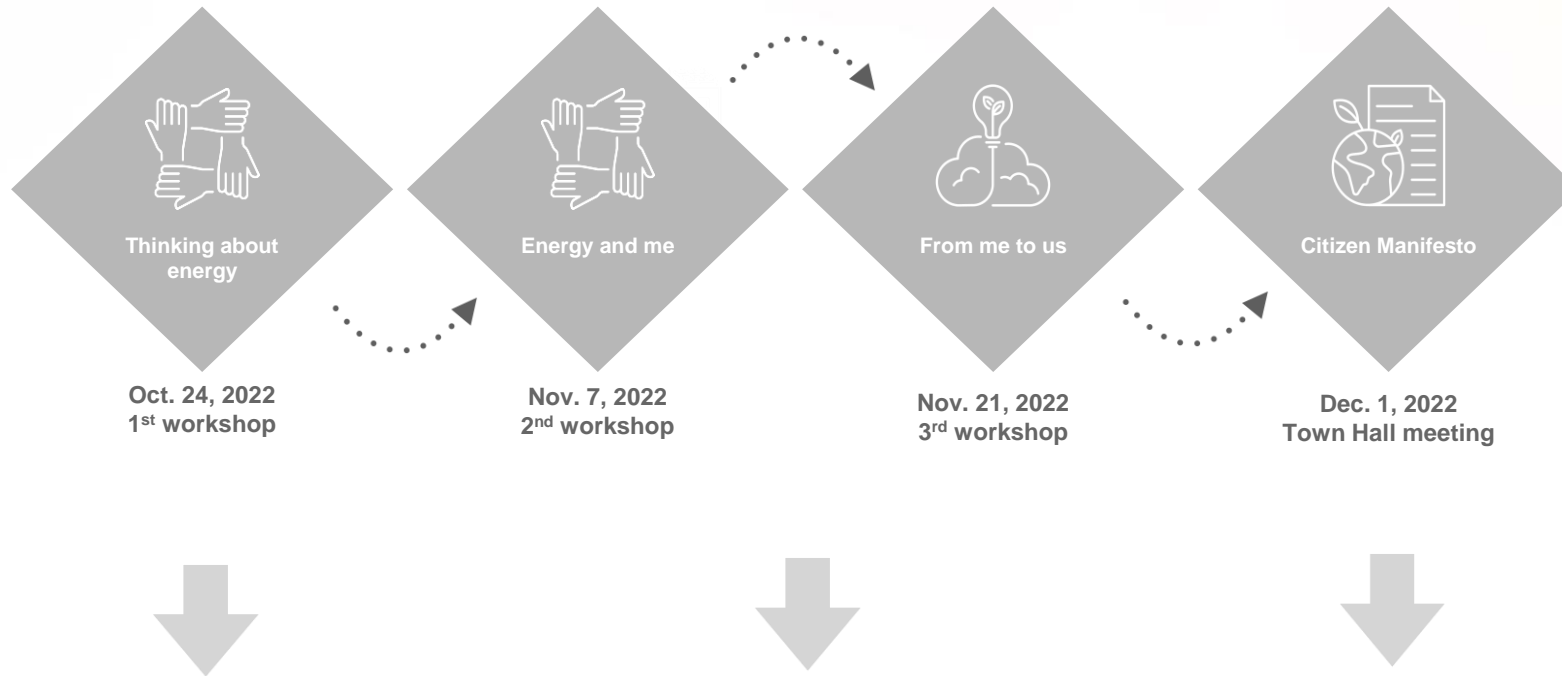 Thinking about
energy
Energy and me
From me to us
Citizen Manifesto
Oct. 24, 2022
1st workshop
Nov. 7, 2022
2nd workshop
Nov. 21, 2022
3rd workshop
Dec. 1, 2022
Town Hall meeting